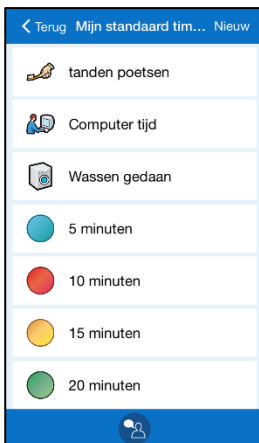 Terug Mijn standaard tim... Nieuw
tanden poetsen
Computer tijd
Wassen gedaan
5 minuten
10 minuten
15 minuten
20 minuten